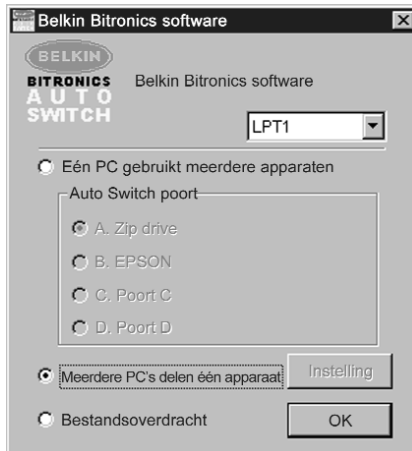 Belkin Bitronics software
BELKIN
BITRONICS
AUTO
SWITCH
Belkin Bitronics software
LPT1
Eén PC gebruikt meerdere apparaten
Auto Switch poort
A. Zip drive
B. EPSON
C. Poort C
D. Poort D
Meerdere PC's delen één apparaat
Instelling
Bestandsoverdracht
OK